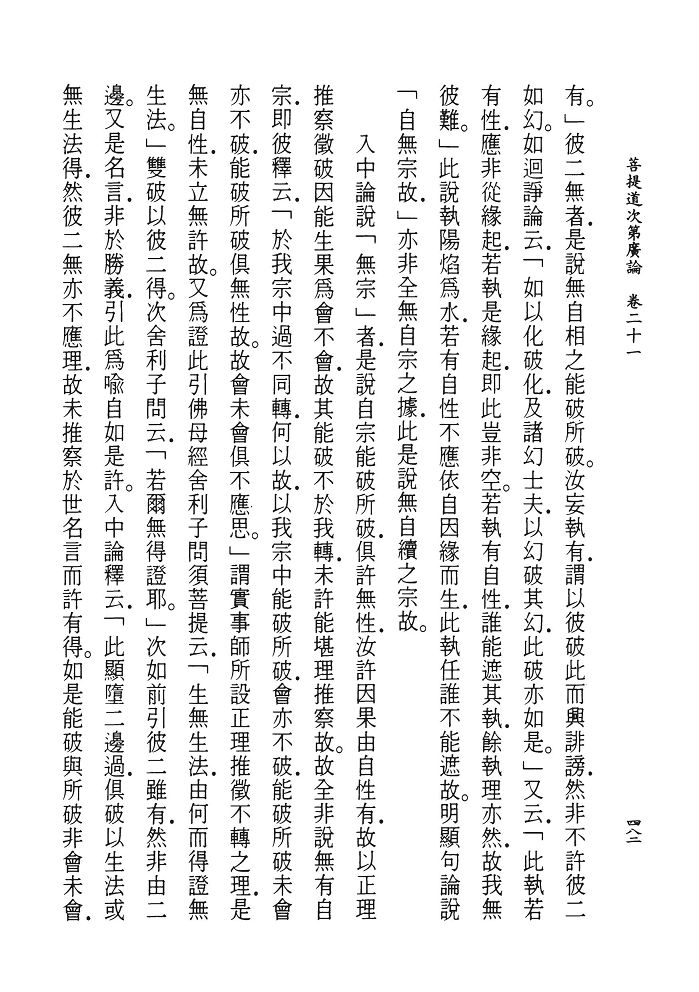 菩提道次第廣論　卷二十一
四八二
有。」彼二無者，是說無自相之能破所破。汝妄執有，謂以彼破此而興誹謗，然非不許彼二
如幻。如迴諍論云，「如以化破化，及諸幻士夫，以幻破其幻，此破亦如是。」又云，「此執若
有性，應非從緣起，若執是緣起，即此豈非空。若執有自性，誰能遮其執，餘執理亦然，故我無
彼難。」此說執陽焰為水，若有自性不應依自因緣而生，此執任誰不能遮故。明顯句論說
「自無宗故，」亦非全無自宗之據，此是說無自續之宗故。
入中論說「無宗」者，是說自宗能破所破，俱許無性，汝許因果由自性有，故以正理
推察徵破因能生果為會不會，故其能破不於我轉，未許能堪理推察故。故全非說無有自
宗，即彼釋云，「於我宗中過不同轉，何以故，以我宗中能破所破，會亦不破，能破所破未會
亦不破，能破所破俱無性故。故會未會俱不應思。」謂實事師所設正理推徵不轉之理，是
無自性，未立無許故。又為證此引佛母經舍利子問須菩提云，「生無生法，由何而得證無
生法。」雙破以彼二得。次舍利子問云，「若爾無得證耶。」次如前引彼二雖有，然非由二
邊。又是名言，非於勝義，引此為喻自如是許。入中論釋云，「此顯墮二邊過，俱破以生法或
無生法得，然彼二無亦不應理，故未推察於世名言而許有得。如是能破與所破非會未會，